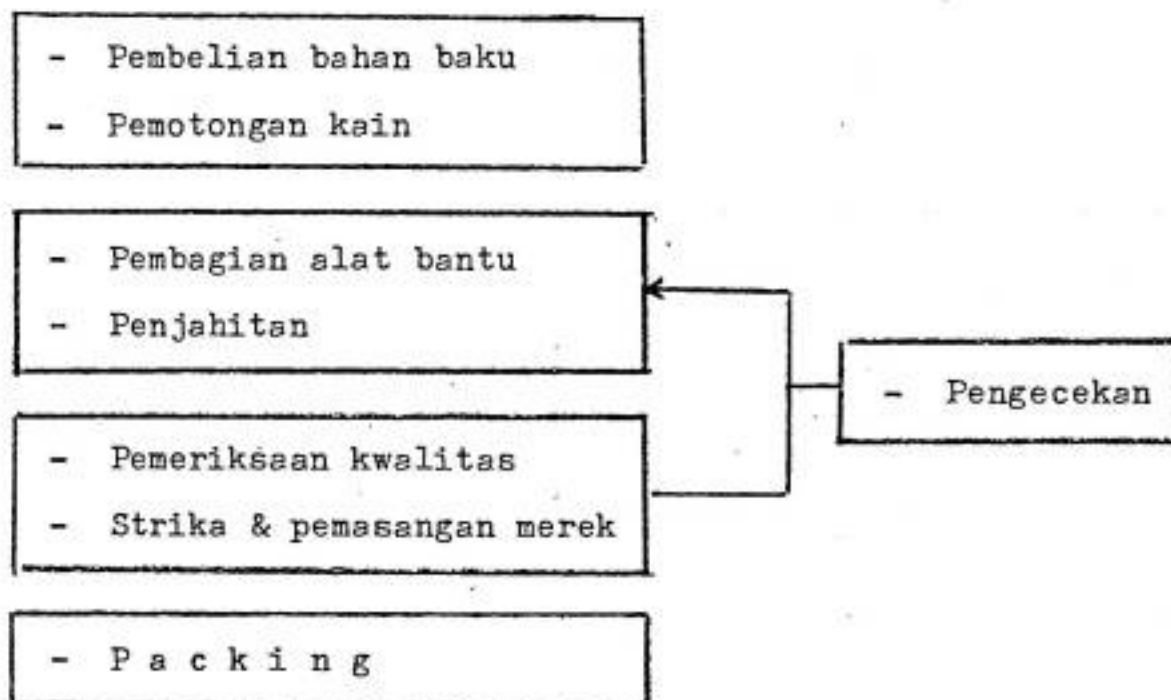 - Pembelian bahan baku
- Pemotongan kain
- Pembagian alat bantu
- Penjahitan
- Pengecekan
- Pemeriksaan kwalitas
- Strika & pemasangan merek
- P a c k i n g